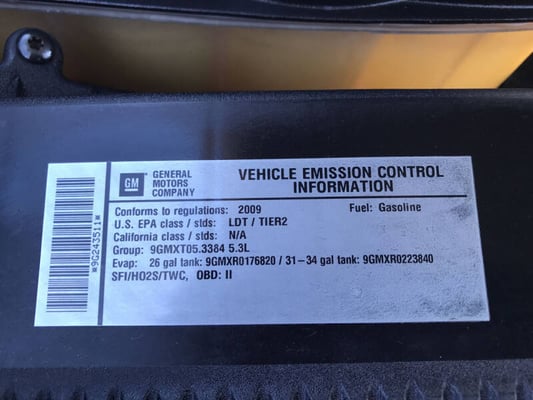 GM
GENERAL MOTORS COMPANY
VEHICLE EMISSION CONTROL
INFORMATION
Conforms to regulations: 2009 Fuel: Gasoline
U.S. EPA class / stds: LDT / TIER2
California class / stds: N/A
Group: 9GMXT05.3384 5.3L
Evap: 26 gal tank: 9GMXR0176820 / 31-34 gal tank: 9GMXR0223840
SFI/HO2S/TWC, OBD: II
*9G243511*